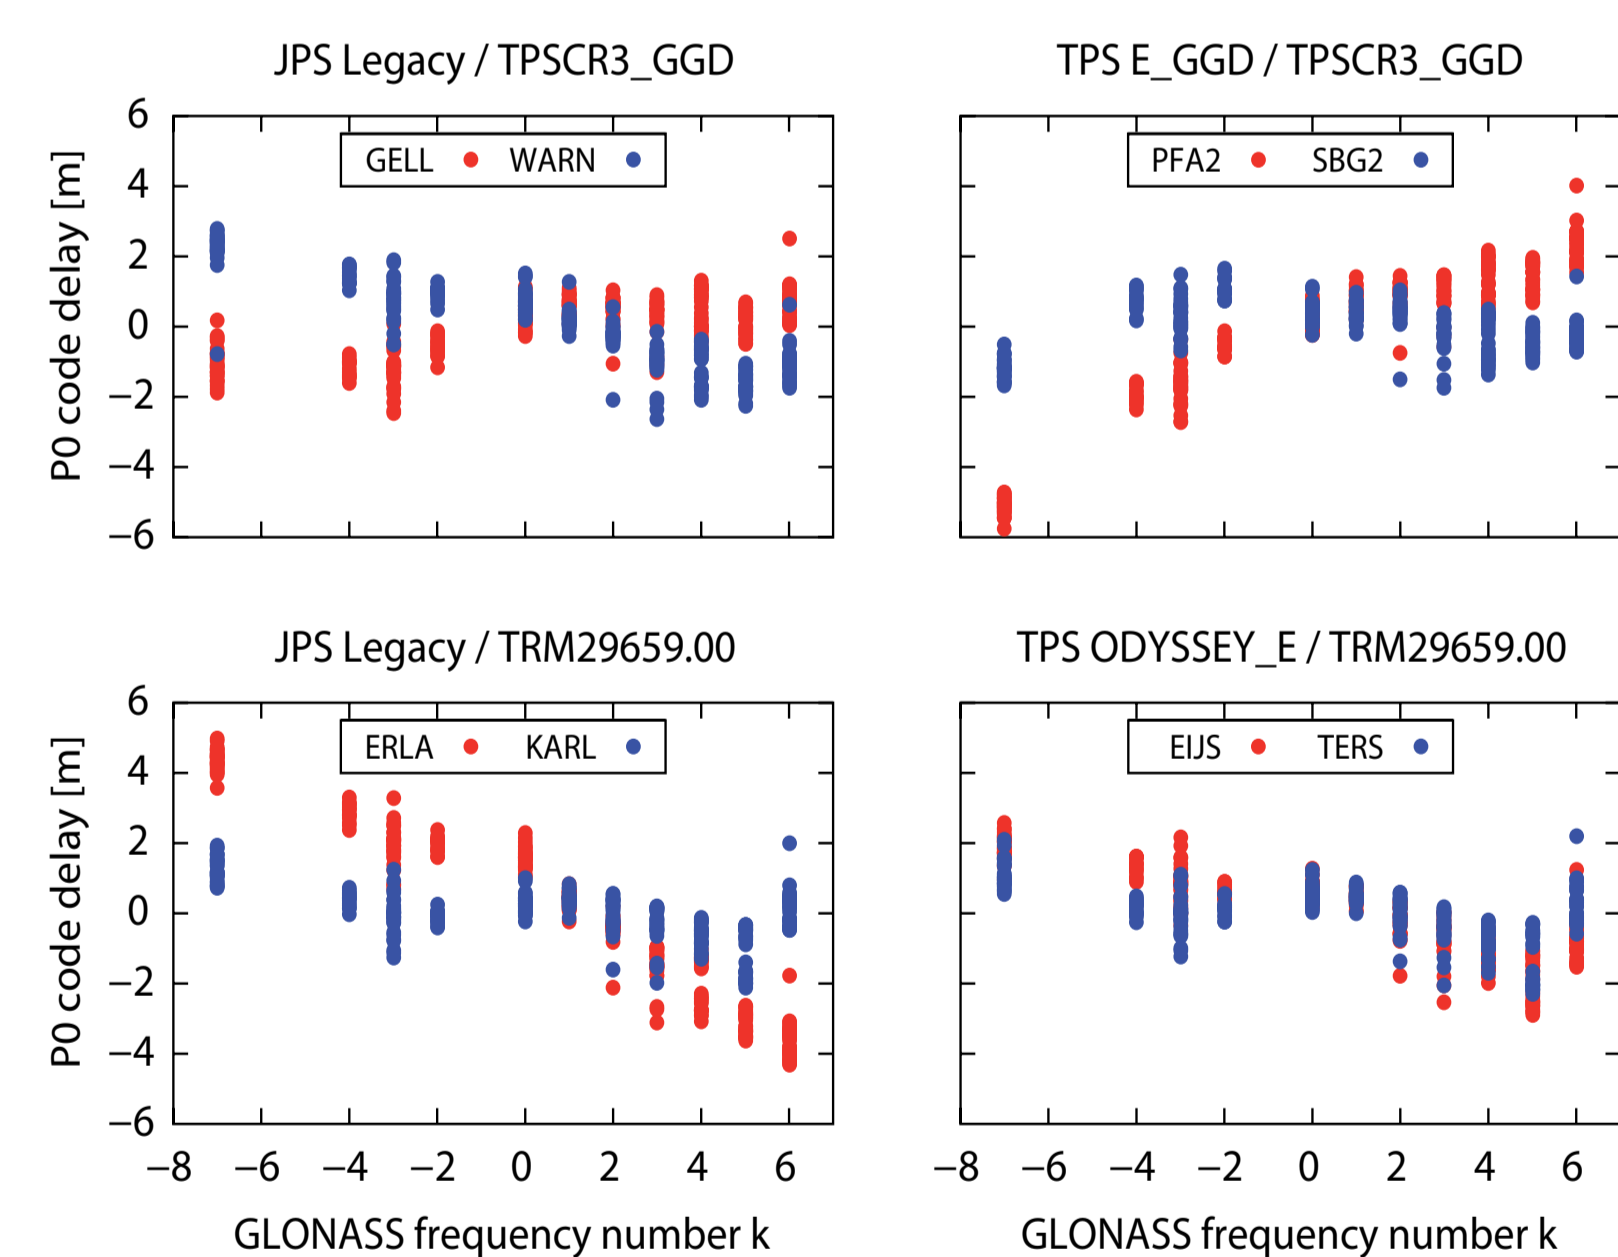 JPS Legacy / TPSCR3_GGD
TPS E_GGD / TPSCR3_GGD
P0 code delay [m]
6
4
2
0
−2
−4
−6
GELL WARN
PFA2 SBG2
JPS Legacy / TRM29659.00
TPS ODYSSEY_E / TRM29659.00
P0 code delay [m]
6
4
2
0
−2
−4
−6
ERLA KARL
EIJS TERS
−8 −6 −4 −2 0 2 4 6
−8 −6 −4 −2 0 2 4 6
GLONASS frequency number k
GLONASS frequency number k